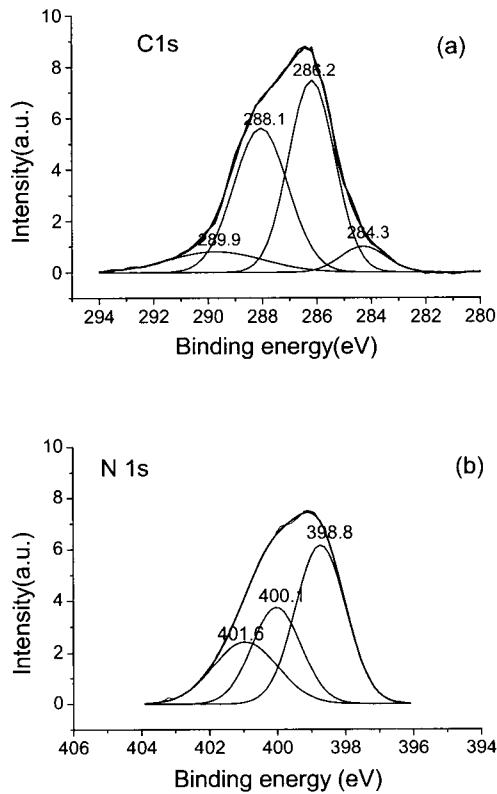 C1s
(a)
286.2
288.1
289.9
284.3
10
8
6
4
2
0
Intensity(a.u.)
294 292 290 288 286 284 282 280
Binding energy(eV)
N 1s
(b)
398.8
400.1
401.6
10
8
6
4
2
0
Intensity(a.u.)
406 404 402 400 398 396 394
Binding energy (eV)